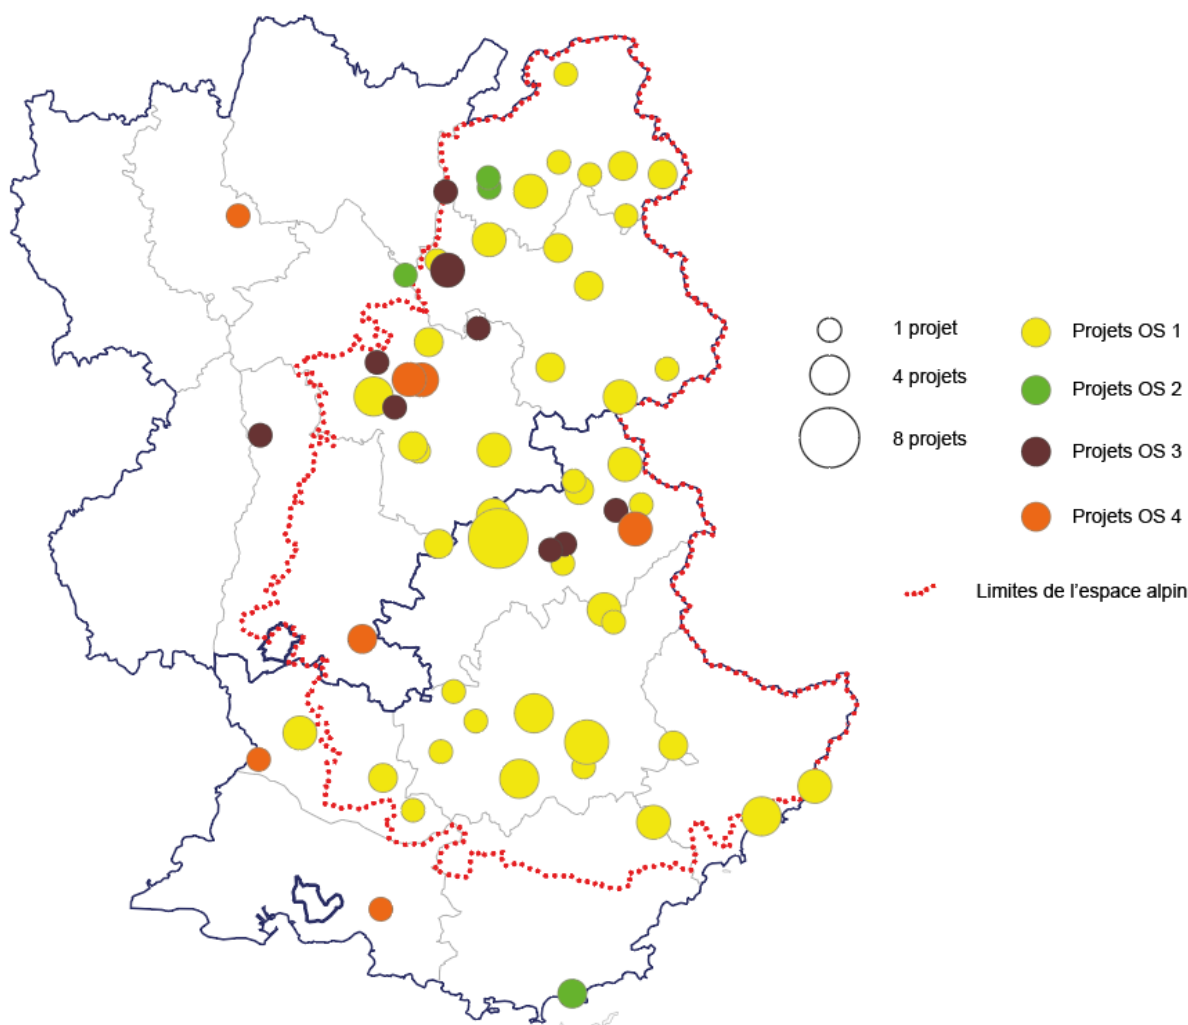 1 projet
4 projets
8 projets
Projets OS 1
Projets OS 2
Projets OS 3
Projets OS 4
Limites de l'espace alpin